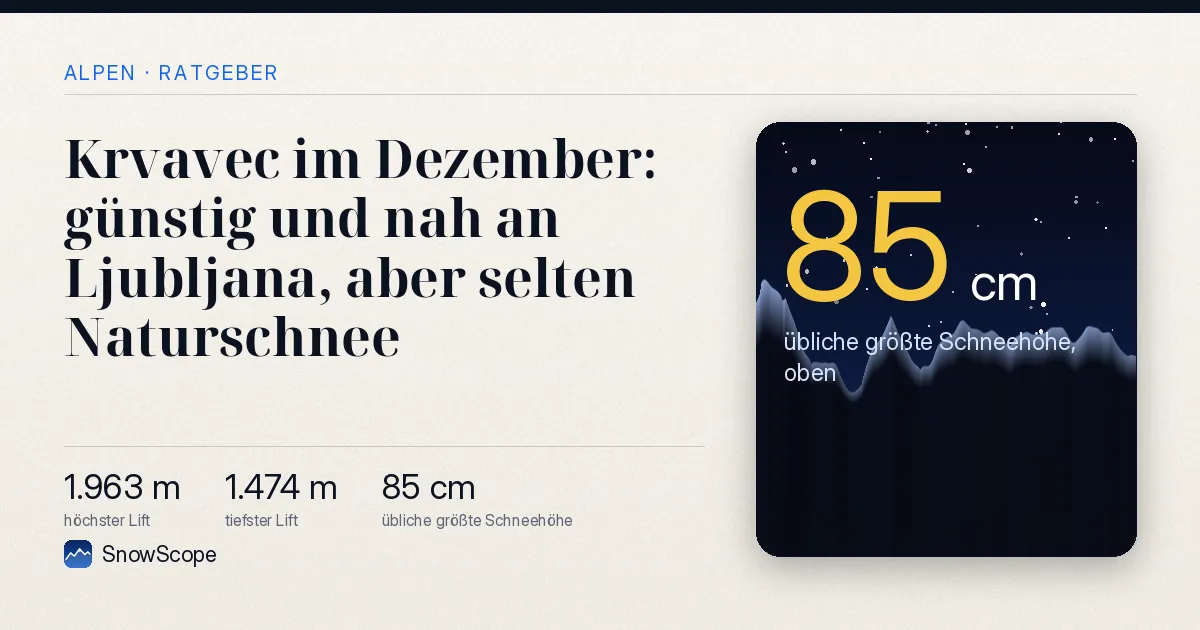 ALPEN · RATGEBER
Krvavec im Dezember:
günstig und nah an
Ljubljana, aber selten
Naturschnee
85 cm
übliche größte Schneehöhe,
oben
1.963 m 1.474 m 85 cm
höchster Lift tiefster Lift übliche größte Schneehöhe
SnowScope